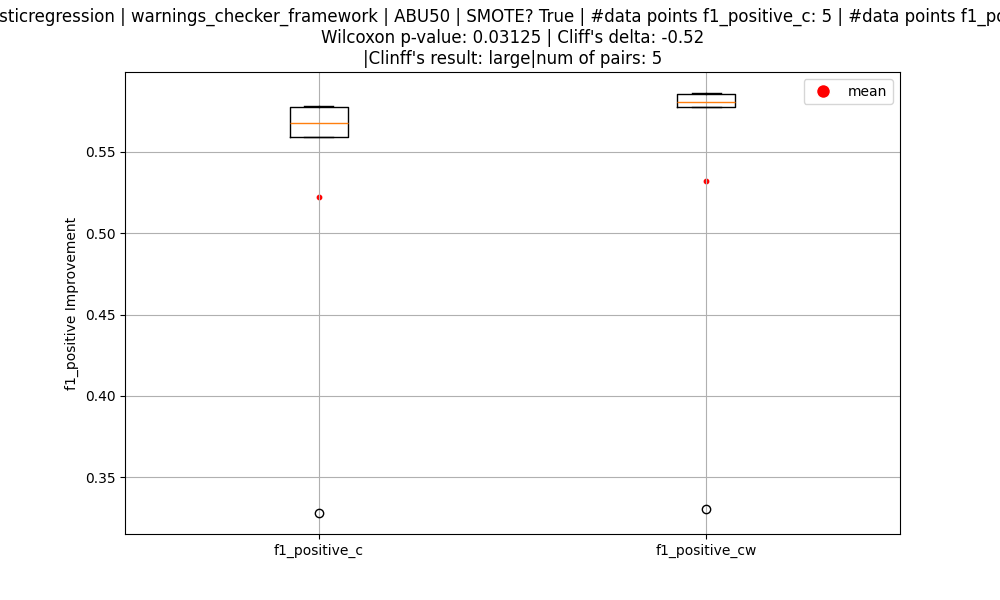 sticregression | warnings_checker_framework | ABU50 | SMOTE? True | #data points f1_positive_c: 5 | #data points f1_po
Wilcoxon p-value: 0.03125 | Cliff's delta: -0.52
|Clinff's result: large|num of pairs: 5
mean
0.55
0.50
0.45
0.40
0.35
f1_positive Improvement
f1_positive_c
f1_positive_cw